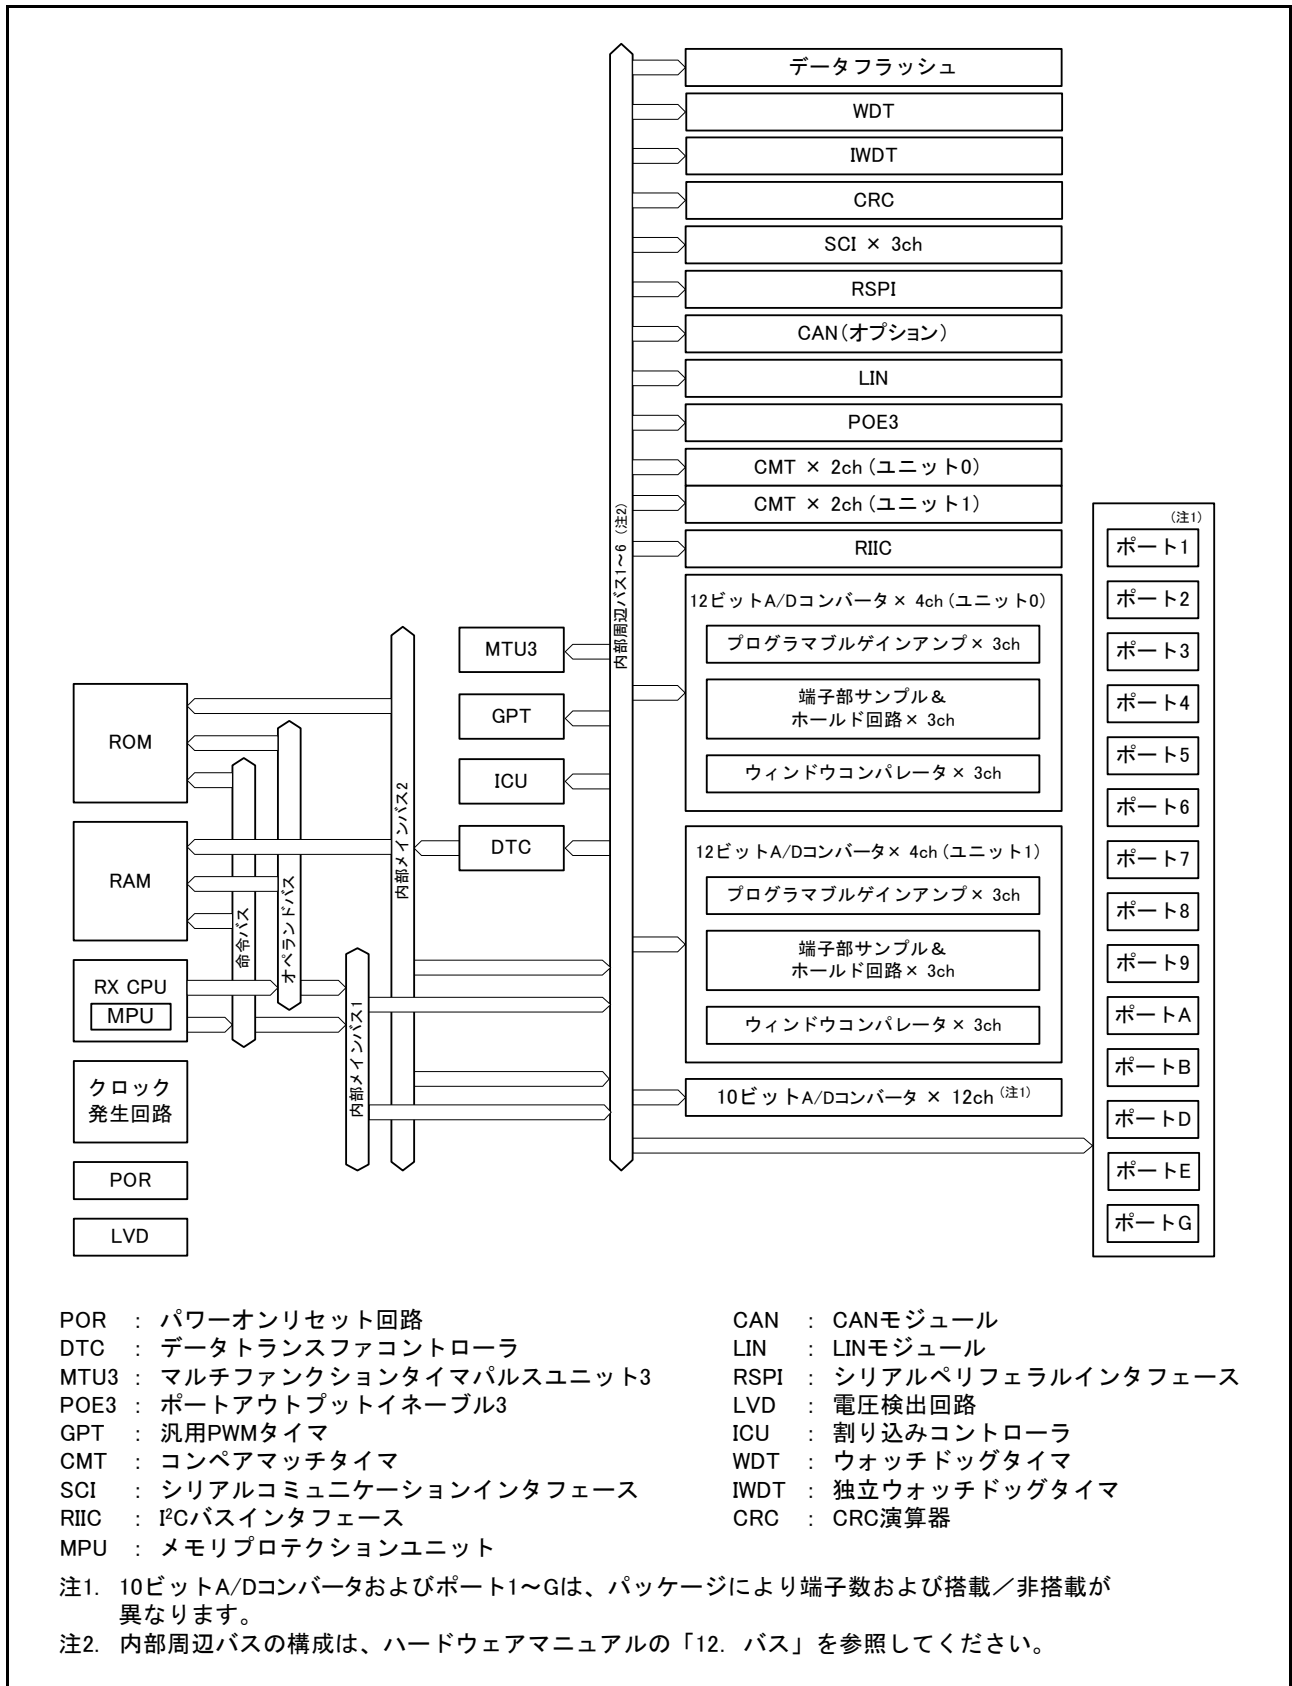 データフラッシュ
WDT
IWDT
CRC
SCI × 3ch
RSPI
CAN(オプション)
LIN
POE3
CMT × 2ch (ユニット0)
CMT × 2ch (ユニット1)
RIIC
12ビットA/Dコンバータ× 4ch (ユニット0)
プログラマブルゲインアンプ× 3ch
端子部サンプル&
ホールド回路× 3ch
ウィンドウコンパレータ× 3ch
12ビットA/Dコンバータ× 4ch (ユニット1)
プログラマブルゲインアンプ× 3ch
端子部サンプル&
ホールド回路× 3ch
ウィンドウコンパレータ× 3ch
10ビットA/Dコンバータ × 12ch (注1)
内部周辺バス1～6 (注2)
MTU3
GPT
ICU
DTC
内部メインバス2
内部メインバス1
オペランドバス
命令バス
ROM
RAM
RX CPU
MPU
クロック
発生回路
POR
LVD
(注1)
ポート1
ポート2
ポート3
ポート4
ポート5
ポート6
ポート7
ポート8
ポート9
ポートA
ポートB
ポートD
ポートE
ポートG
POR : パワーオンリセット回路
DTC : データトランスファコントローラ
MTU3 : マルチファンクションタイマパルスユニット3
POE3 : ポートアウトプットイネーブル3
GPT : 汎用PWMタイマ
CMT : コンペアマッチタイマ
SCI : シリアルコミュニケーションインタフェース
RIIC : I²Cバスインタフェース
MPU : メモリプロテクションユニット
CAN : CANモジュール
LIN : LINモジュール
RSPI : シリアルペリフェラルインタフェース
LVD : 電圧検出回路
ICU : 割り込みコントローラ
WDT : ウォッチドッグタイマ
IWDT : 独立ウォッチドッグタイマ
CRC : CRC演算器
注1. 10ビットA/Dコンバータおよびポート1～Gは、パッケージにより端子数および搭載／非搭載が
異なります。
注2. 内部周辺バスの構成は、ハードウェアマニュアルの「12. バス」を参照してください。